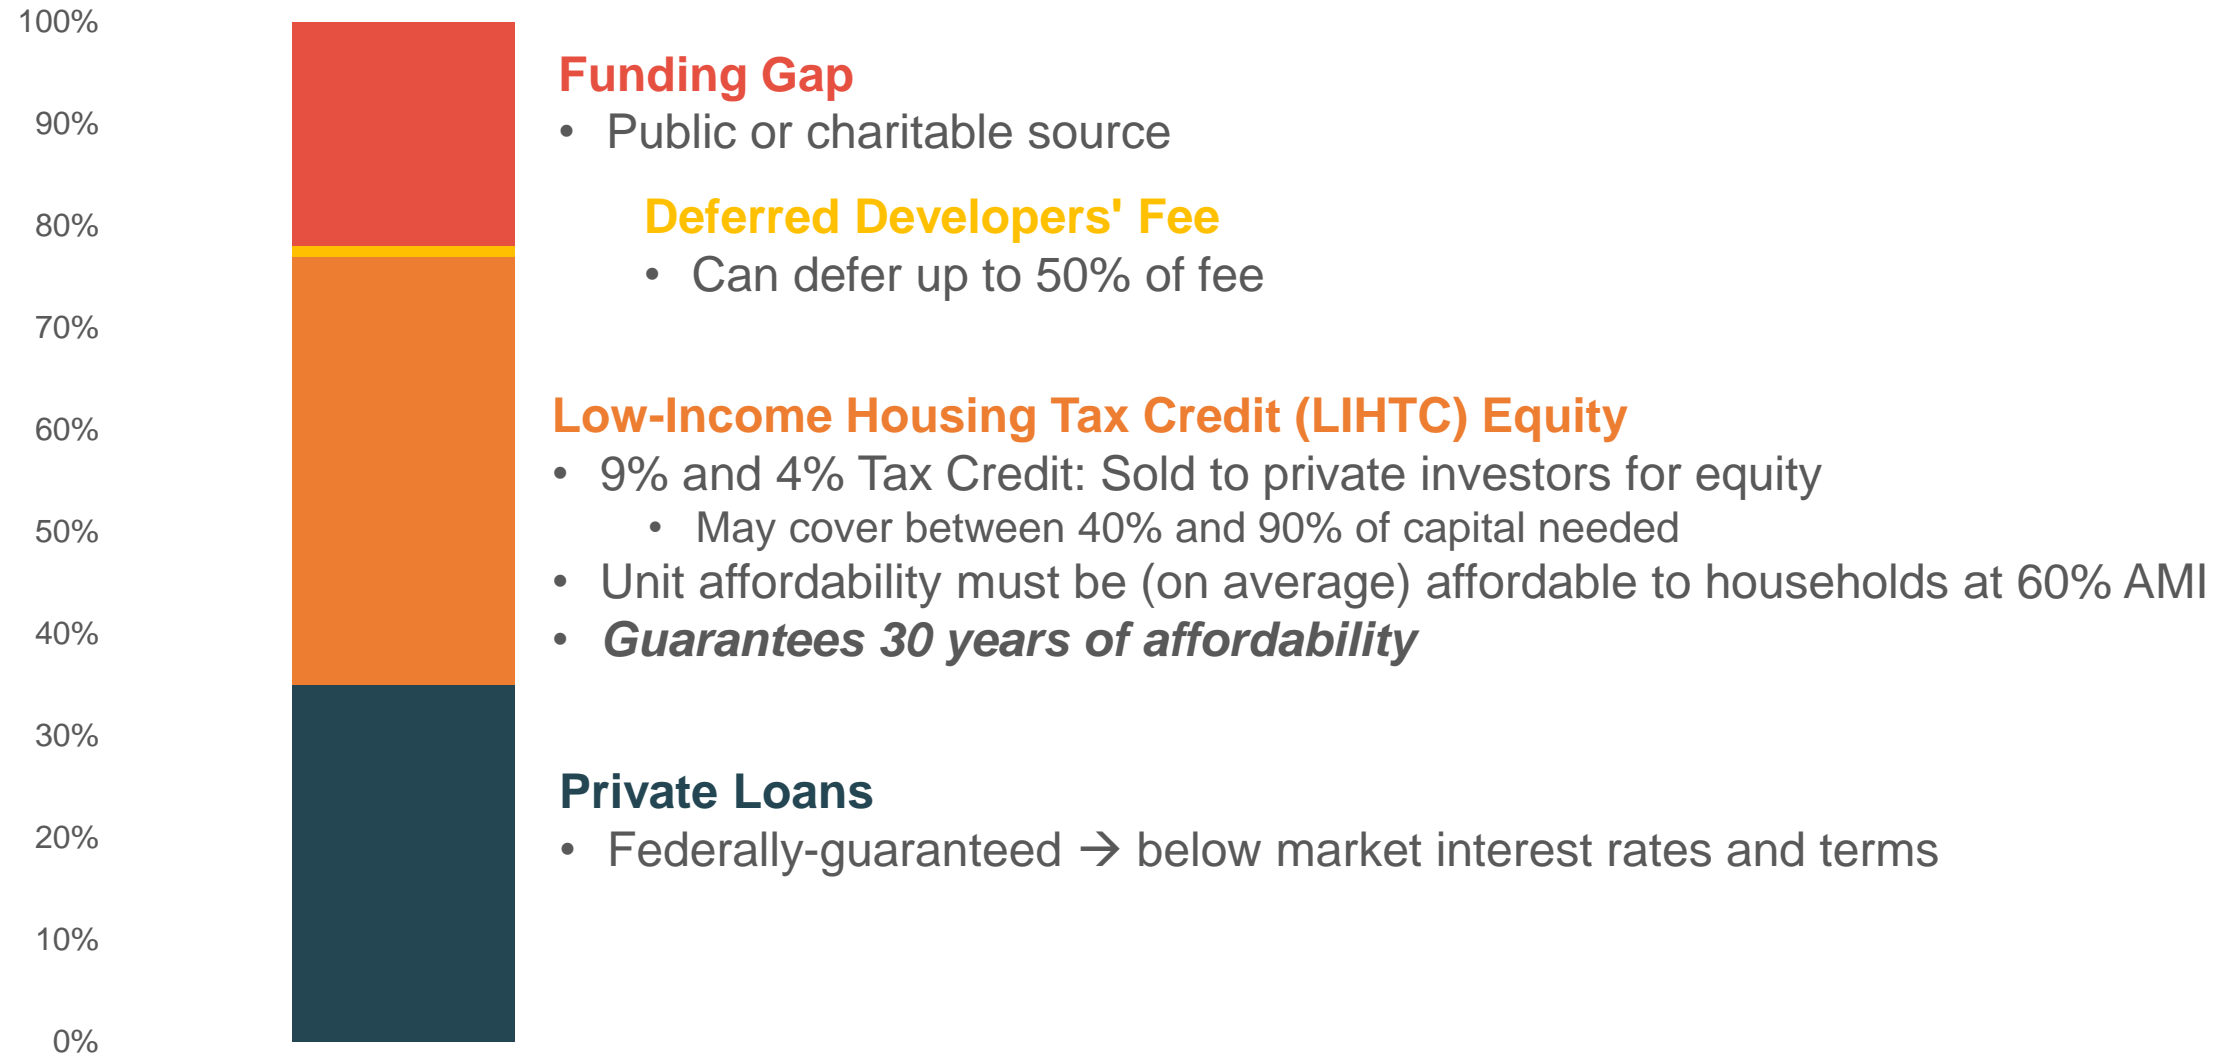 100%
90%
80%
70%
60%
50%
40%
30%
20%
10%
0%
Funding Gap
• Public or charitable source
Deferred Developers' Fee
• Can defer up to 50% of fee
Low-Income Housing Tax Credit (LIHTC) Equity
• 9% and 4% Tax Credit: Sold to private investors for equity
• May cover between 40% and 90% of capital needed
• Unit affordability must be (on average) affordable to households at 60% AMI
• Guarantees 30 years of affordability
Private Loans
• Federally-guaranteed → below market interest rates and terms